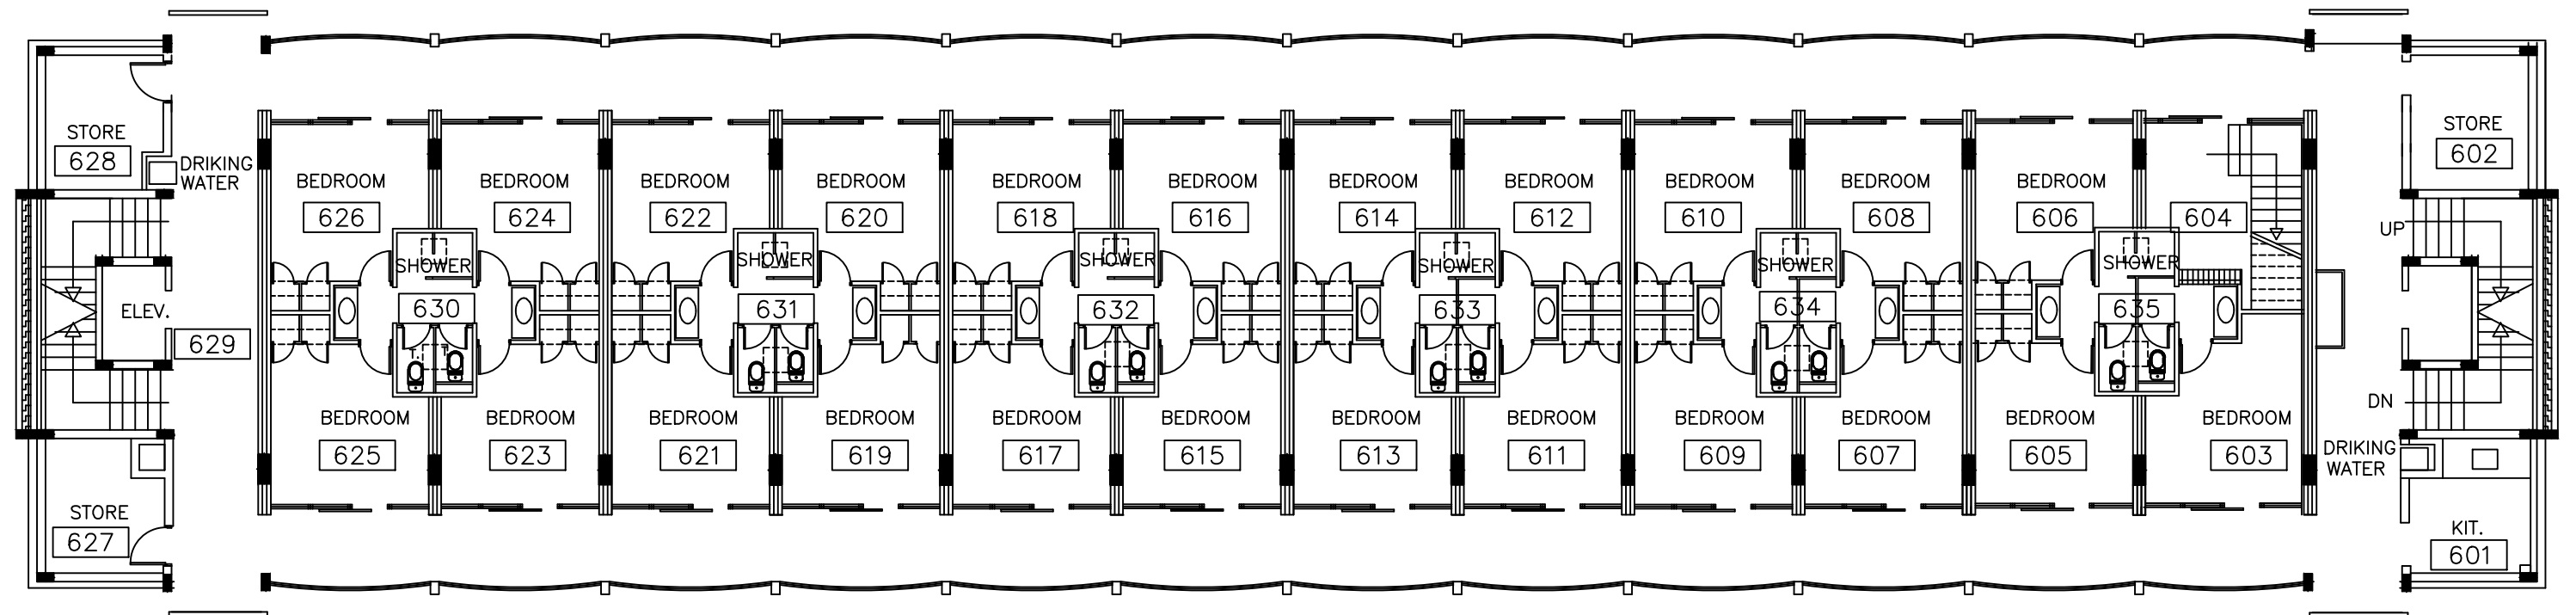 STORE
628
DRIKING
WATER
BEDROOM
626
BEDROOM
624
BEDROOM
622
BEDROOM
620
BEDROOM
618
BEDROOM
616
BEDROOM
614
BEDROOM
612
BEDROOM
610
BEDROOM
608
BEDROOM
606
604
STORE
602
UP
SHOWER
630
SHOWER
631
SHOWER
632
SHOWER
633
SHOWER
634
SHOWER
635
ELEV.
629
DN
BEDROOM
625
BEDROOM
623
BEDROOM
621
BEDROOM
619
BEDROOM
617
BEDROOM
615
BEDROOM
613
BEDROOM
611
BEDROOM
609
BEDROOM
607
BEDROOM
605
BEDROOM
603
DRIKING
WATER
STORE
627
KIT.
601